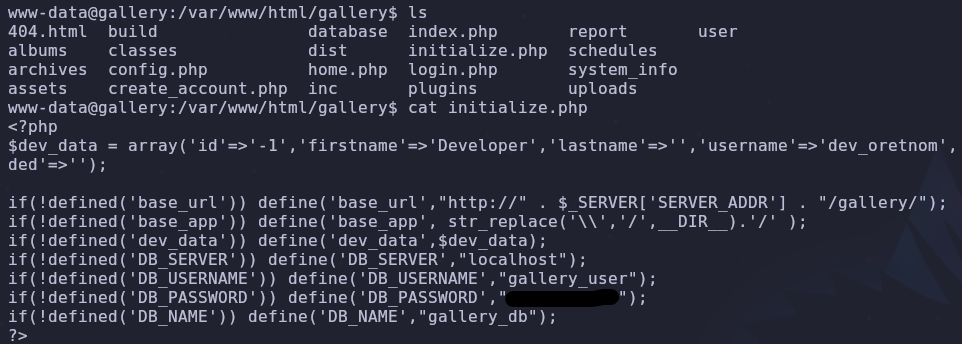 www-data@gallery:/var/www/html/gallery$ ls
404.html  build               database  index.php       report       user
albums    classes             dist      initialize.php  schedules
archives  config.php          home.php  login.php       system_info
assets    create_account.php  inc       plugins         uploads
www-data@gallery:/var/www/html/gallery$ cat initialize.php
<?php
$dev_data = array('id'=>'-1','firstname'=>'Developer','lastname'=>'','username'=>'dev_oretnom',
ded'=>'');
if(!defined('base_url')) define('base_url',"http://" . $_SERVER['SERVER_ADDR'] . "/gallery/");
if(!defined('base_app')) define('base_app', str_replace('\\','/',__DIR__).'/' );
if(!defined('dev_data')) define('dev_data',$dev_data);
if(!defined('DB_SERVER')) define('DB_SERVER',"localhost");
if(!defined('DB_USERNAME')) define('DB_USERNAME',"gallery_user");
if(!defined('DB_PASSWORD')) define('DB_PASSWORD',"");
if(!defined('DB_NAME')) define('DB_NAME',"gallery_db");
?>